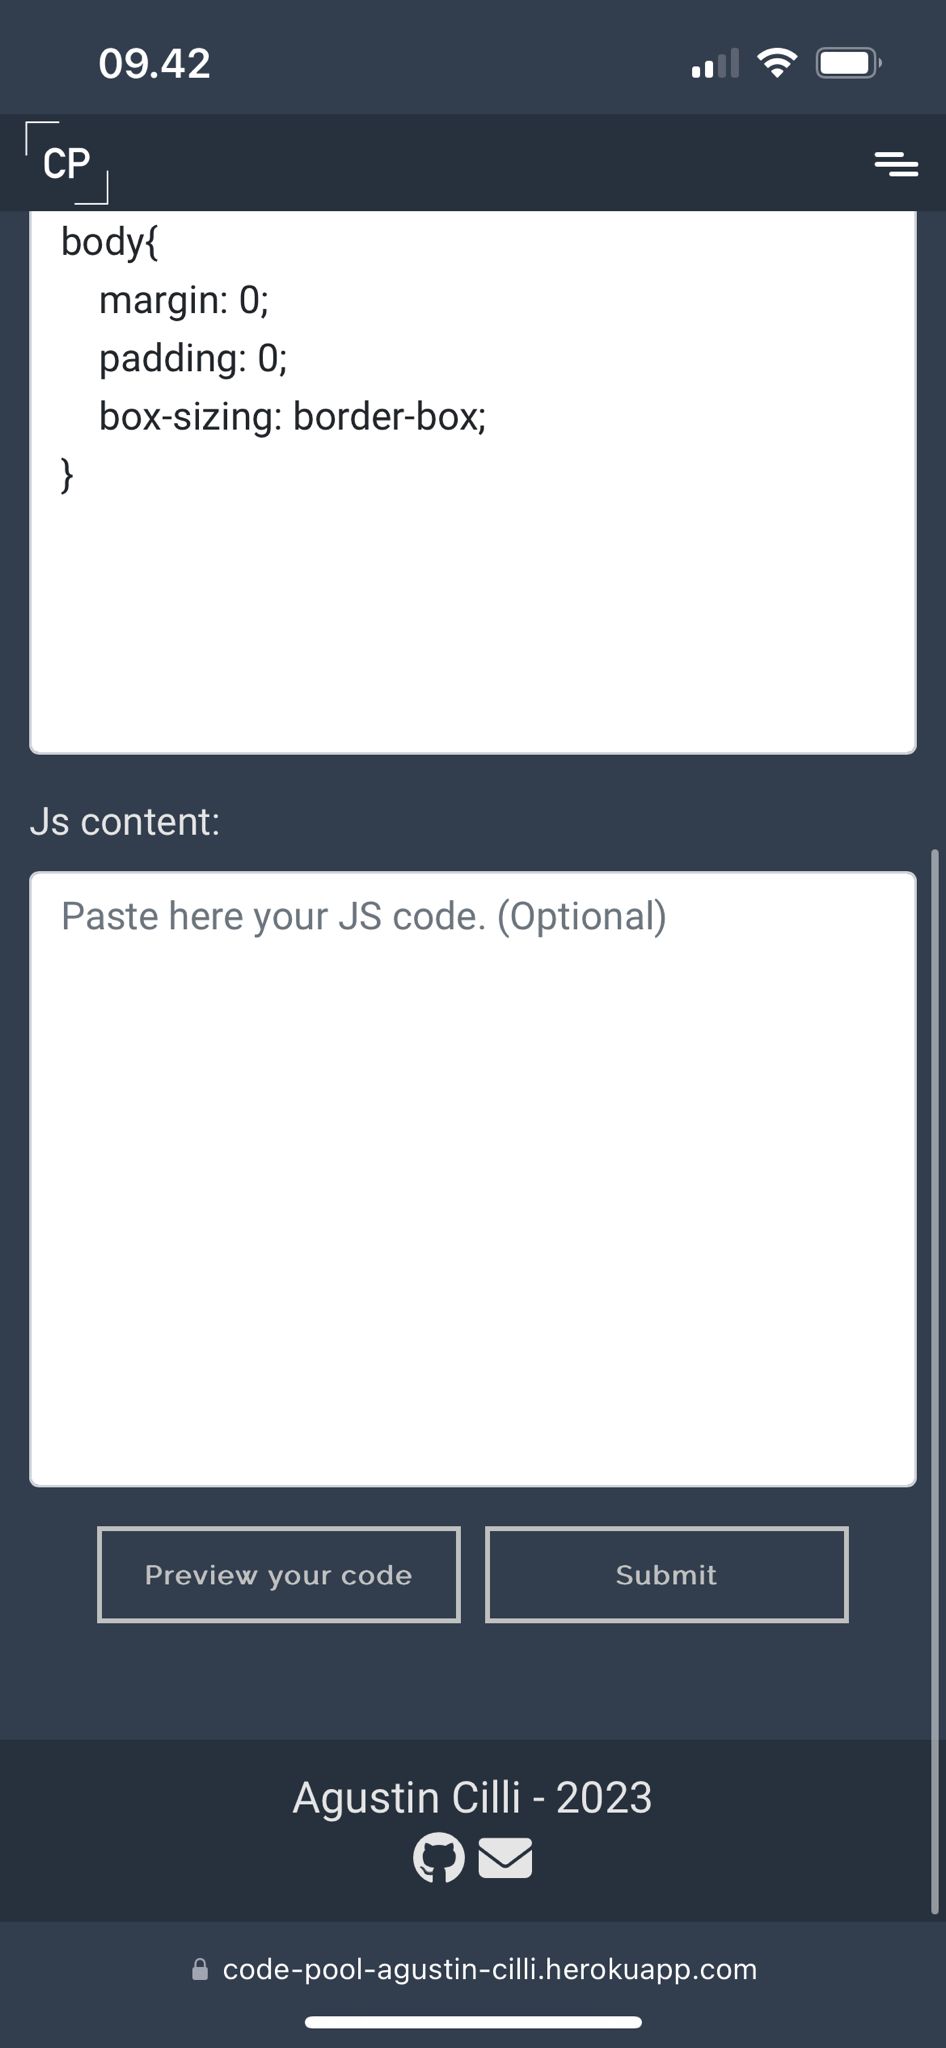 09.42
CP
body{
    margin: 0;
    padding: 0;
    box-sizing: border-box;
}
Js content:
Paste here your JS code. (Optional)
Preview your code
Submit
Agustin Cilli - 2023
code-pool-agustin-cilli.herokuapp.com